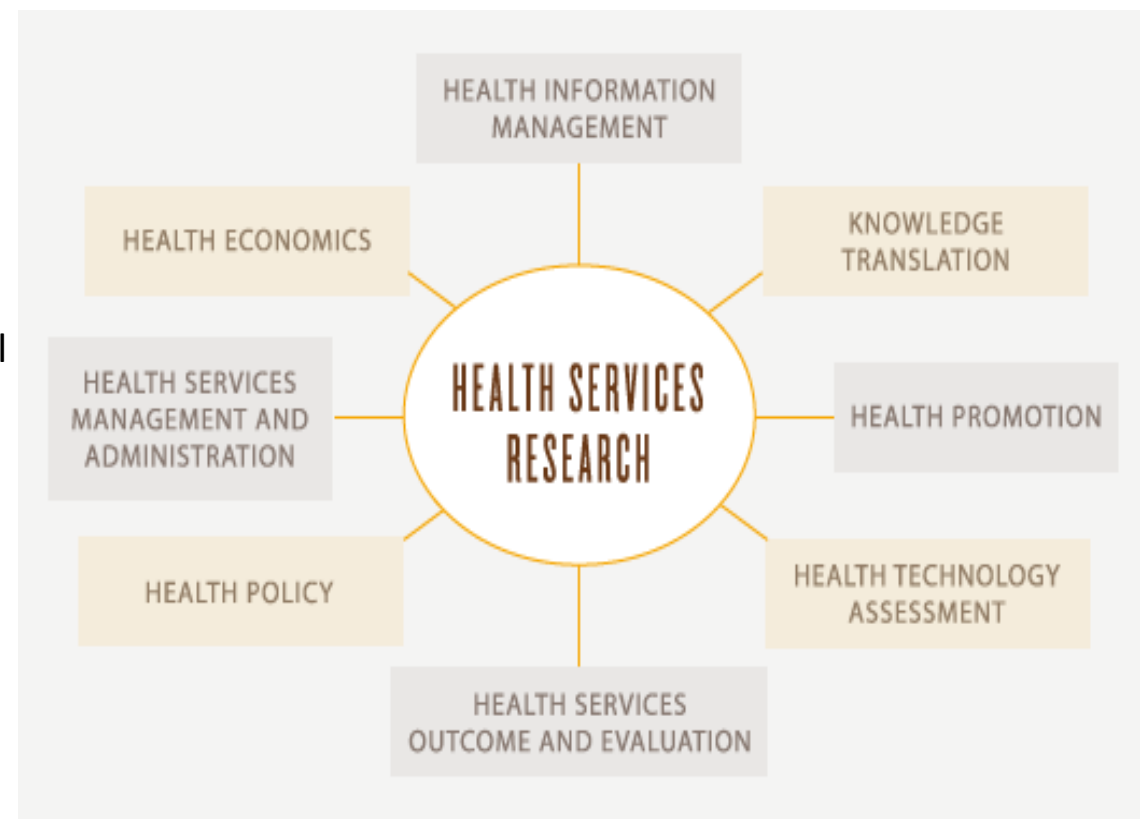 HEALTH INFORMATION
MANAGEMENT
KNOWLEDGE
TRANSLATION
HEALTH ECONOMICS
HEALTH SERVICES
RESEARCH
HEALTH SERVICES
MANAGEMENT AND
ADMINISTRATION
HEALTH PROMOTION
HEALTH POLICY
HEALTH TECHNOLOGY
ASSESSMENT
HEALTH SERVICES
OUTCOME AND EVALUATION